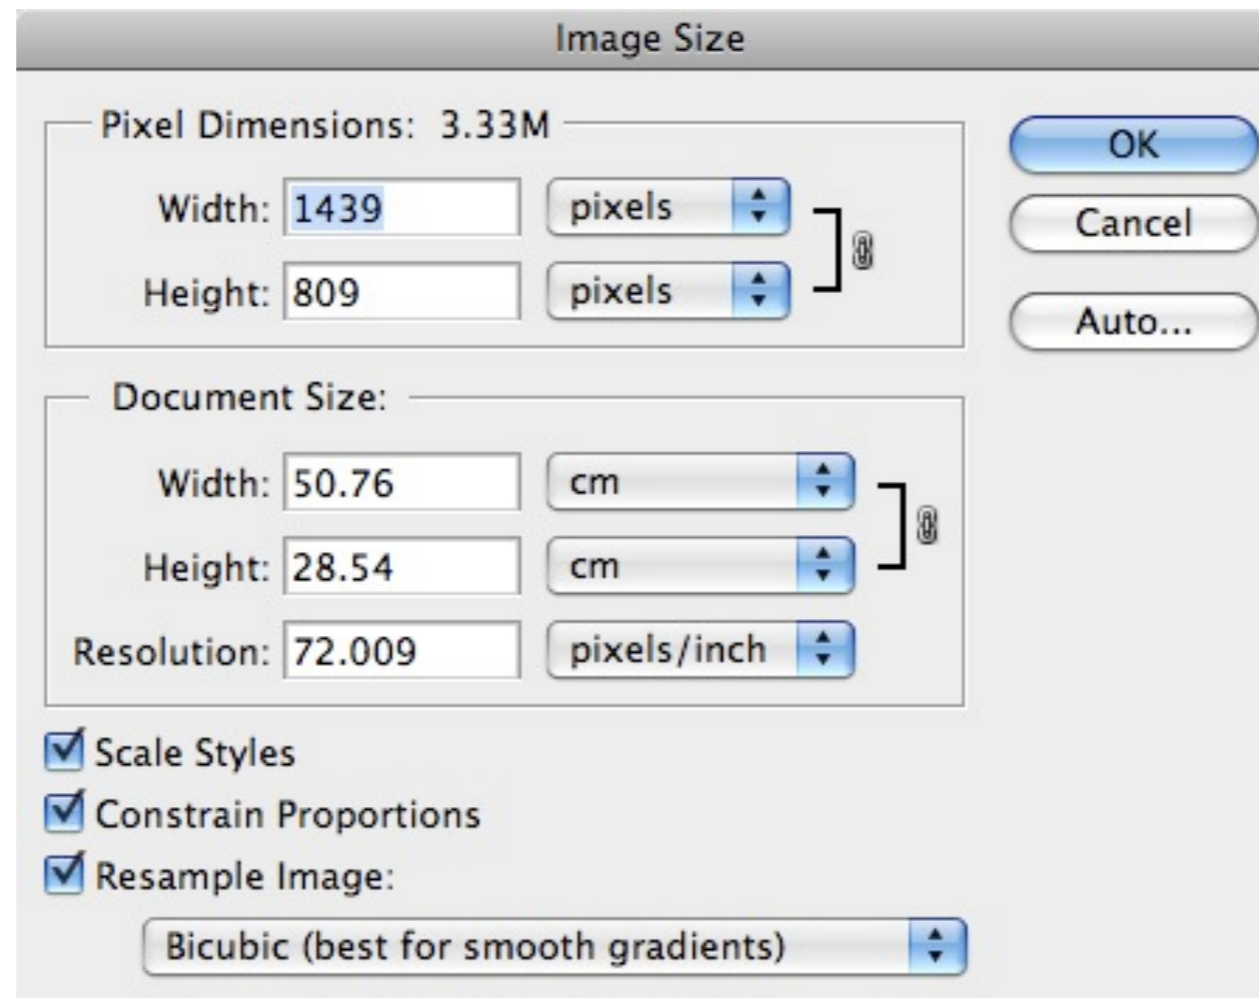 Image Size
Pixel Dimensions: 3.33M
Width: 1439 pixels
Height: 809 pixels
OK
Cancel
Auto...
Document Size:
Width: 50.76 cm
Height: 28.54 cm
Resolution: 72.009 pixels/inch
Scale Styles
Constrain Proportions
Resample Image:
Bicubic (best for smooth gradients)